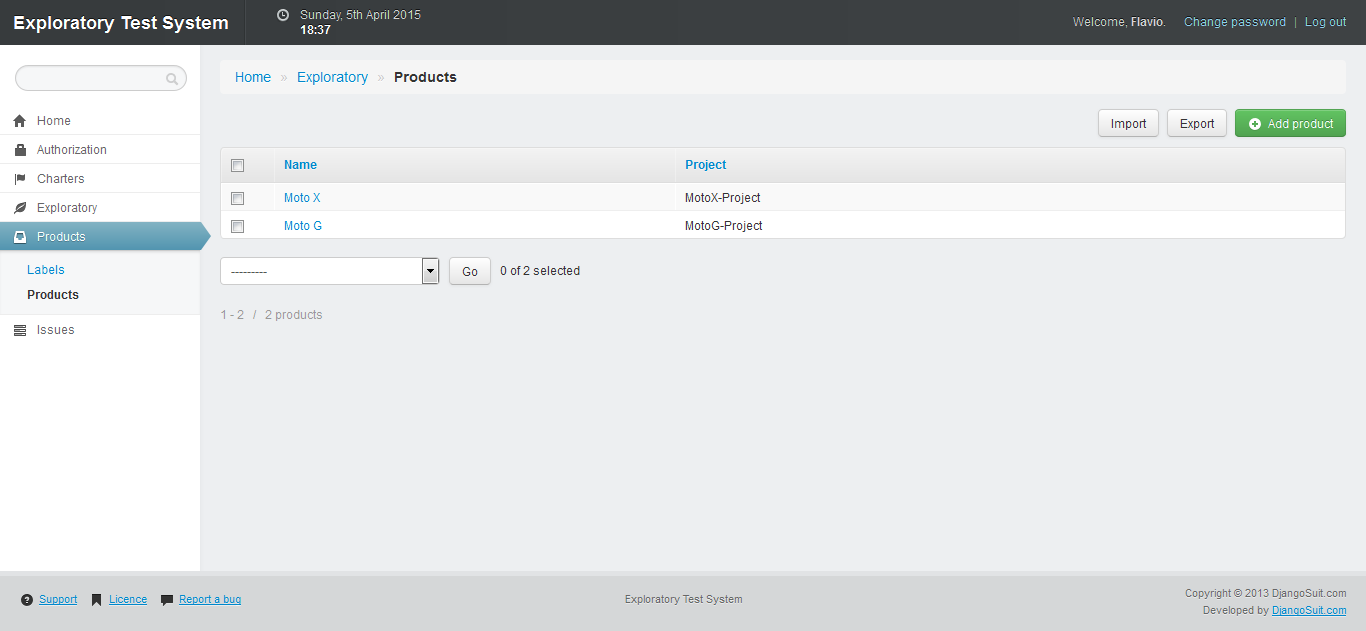 Exploratory Test System
Sunday, 5th April 2015
18:37
Welcome, Flavio. Change password | Log out
Home » Exploratory » Products
Home
Authorization
Charters
Exploratory
Products
Labels
Products
Issues
Import Export Add product
Name Project
Moto X MotoX-Project
Moto G MotoG-Project
--------- Go 0 of 2 selected
1 - 2 / 2 products
Support Licence Report a bug
Exploratory Test System
Copyright © 2013 DjangoSuit.com
Developed by DjangoSuit.com